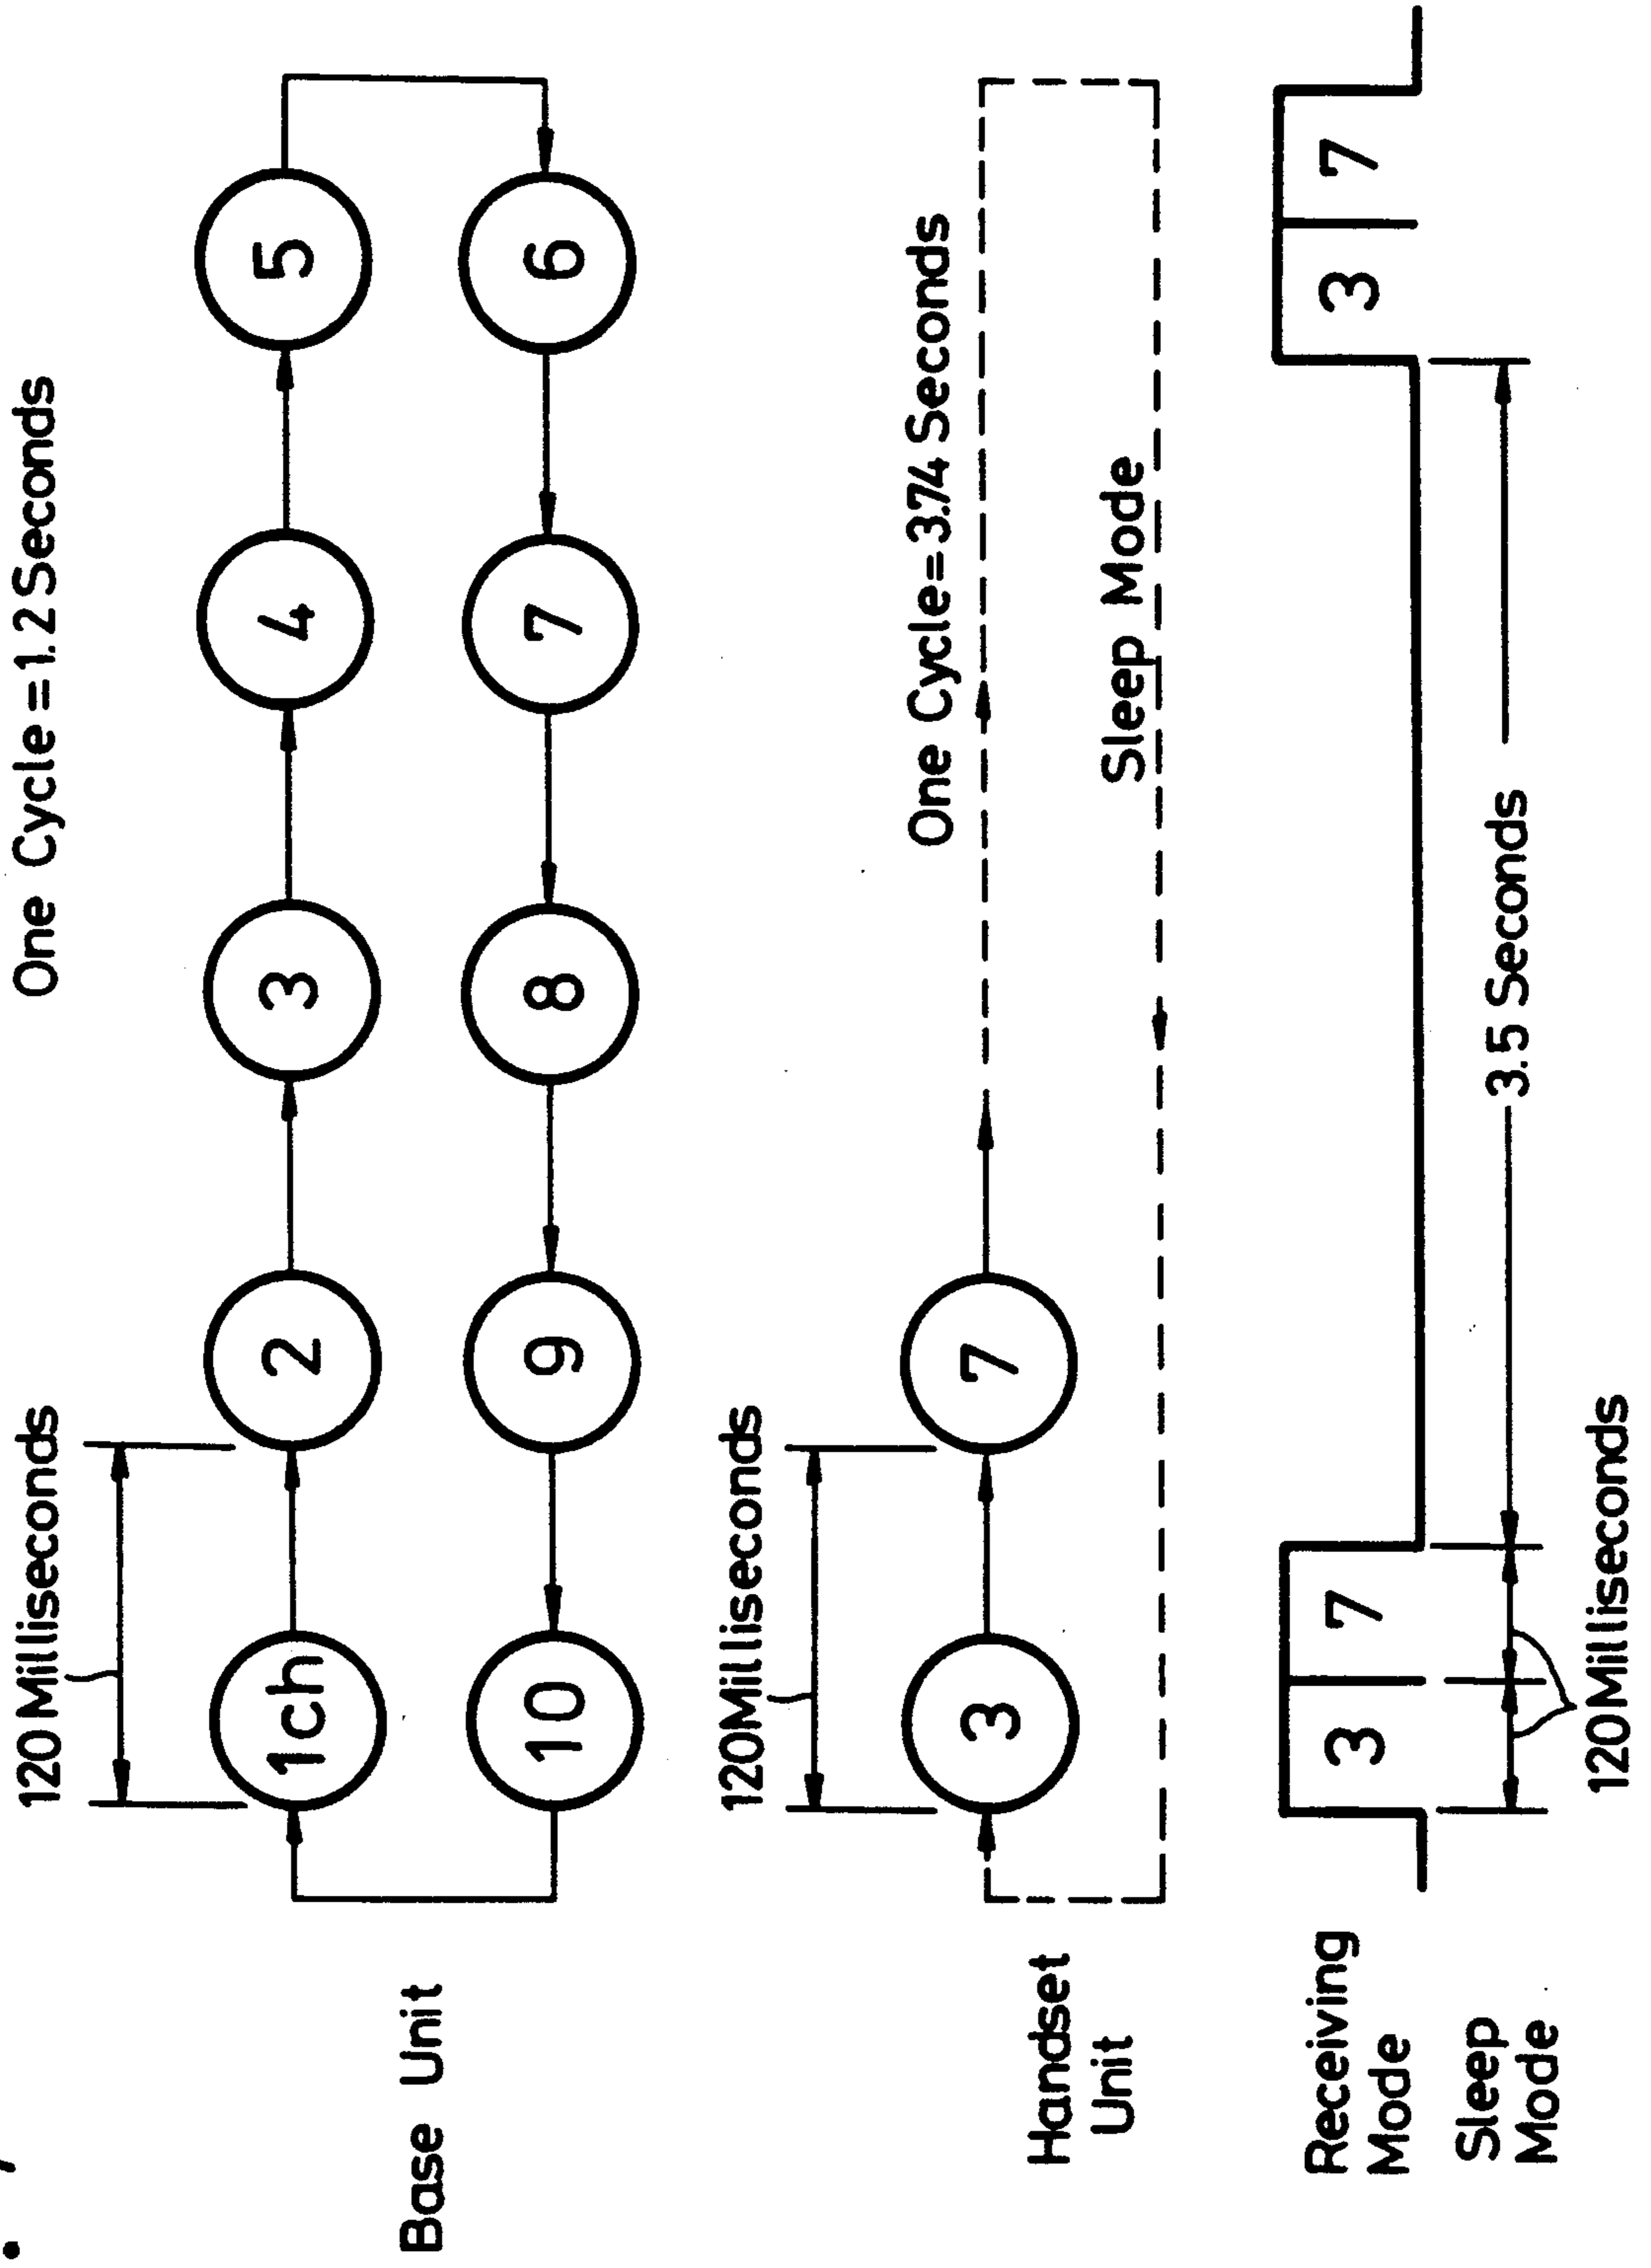 One Cycle = 1.2 Seconds
120 Milliseconds
1ch 2 3 4 5
10 9 8 7 6
Base Unit
One Cycle = 3.74 Seconds
120 Milliseconds
3 7
Sleep Mode
Handset
Unit
3 7 3 7
Receiving
Mode
3.5 Seconds
Sleep
Mode
120 Milliseconds